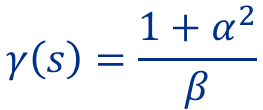 γ(s) = (1 + α²)/β